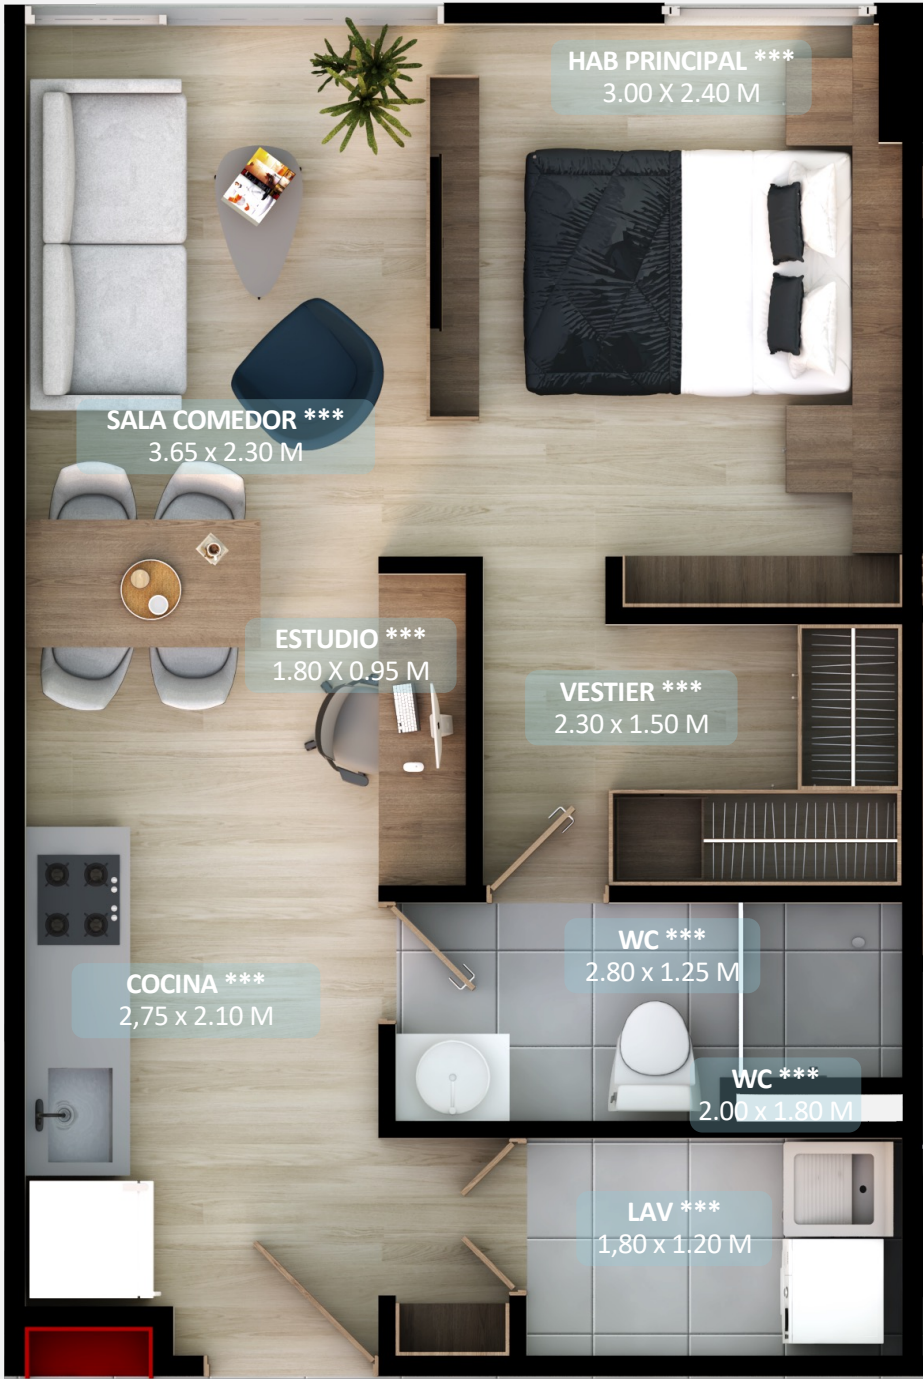 HAB PRINCIPAL ***
3.00 X 2.40 M
SALA COMEDOR ***
3.65 x 2.30 M
ESTUDIO ***
1.80 X 0.95 M
VESTIER ***
2.30 x 1.50 M
WC ***
2.80 x 1.25 M
COCINA ***
2,75 x 2.10 M
WC ***
2.00 x 1.80 M
LAV ***
1,80 x 1.20 M